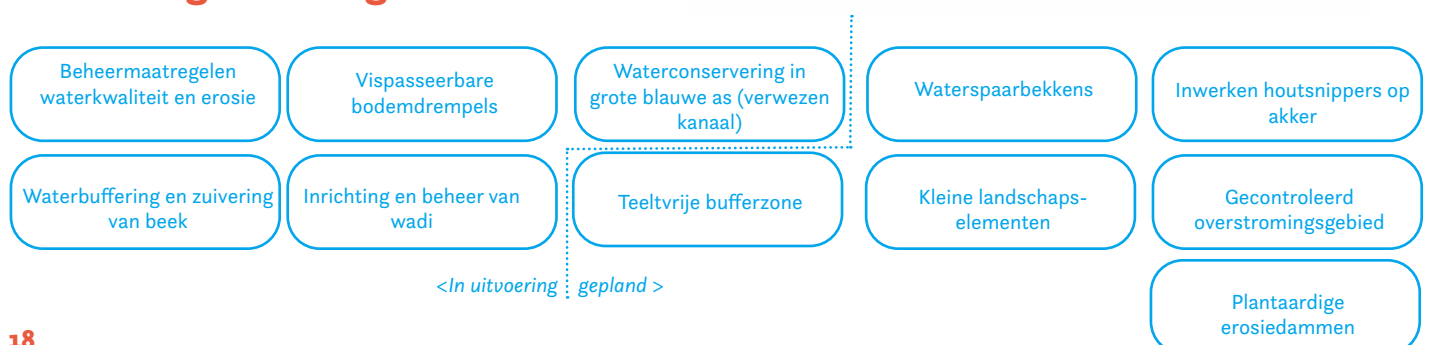 Beheermaatregelen
waterkwaliteit en erosie
Vispasseerbare
bodemdrempels
Waterconservering in
grote blauwe as (verwezen
kanaal)
Waterspaarbekkens
Inwerken houtsnippers op
akker
Waterbuffering en zuivering
van beek
Inrichting en beheer van
wadi
Teeltvrije bufferzone
Kleine landschaps-
elementen
Gecontroleerd
overstromingsgebied
<In uitvoering gepland >
Plantaardige
erosiedammen
18